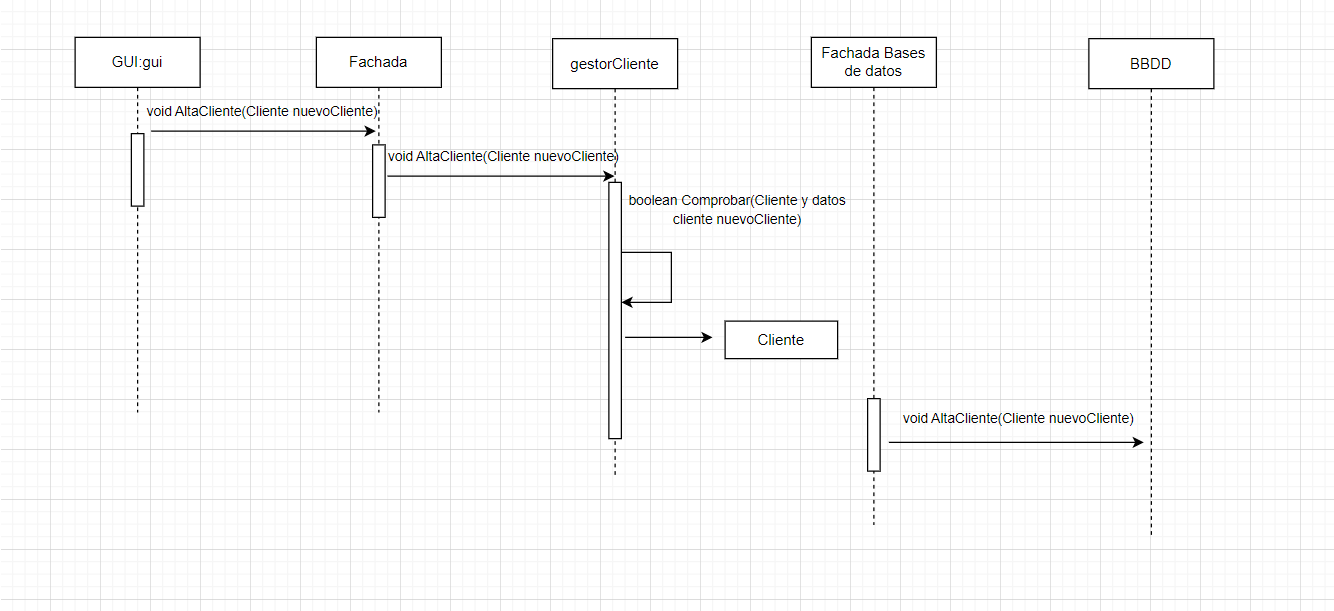 GUI:gui
Fachada
gestorCliente
Fachada Bases
de datos
BBDD
void AltaCliente(Cliente nuevoCliente)
void AltaCliente(Cliente nuevoCliente)
boolean Comprobar(Cliente y datos
cliente nuevoCliente)
Cliente
void AltaCliente(Cliente nuevoCliente)